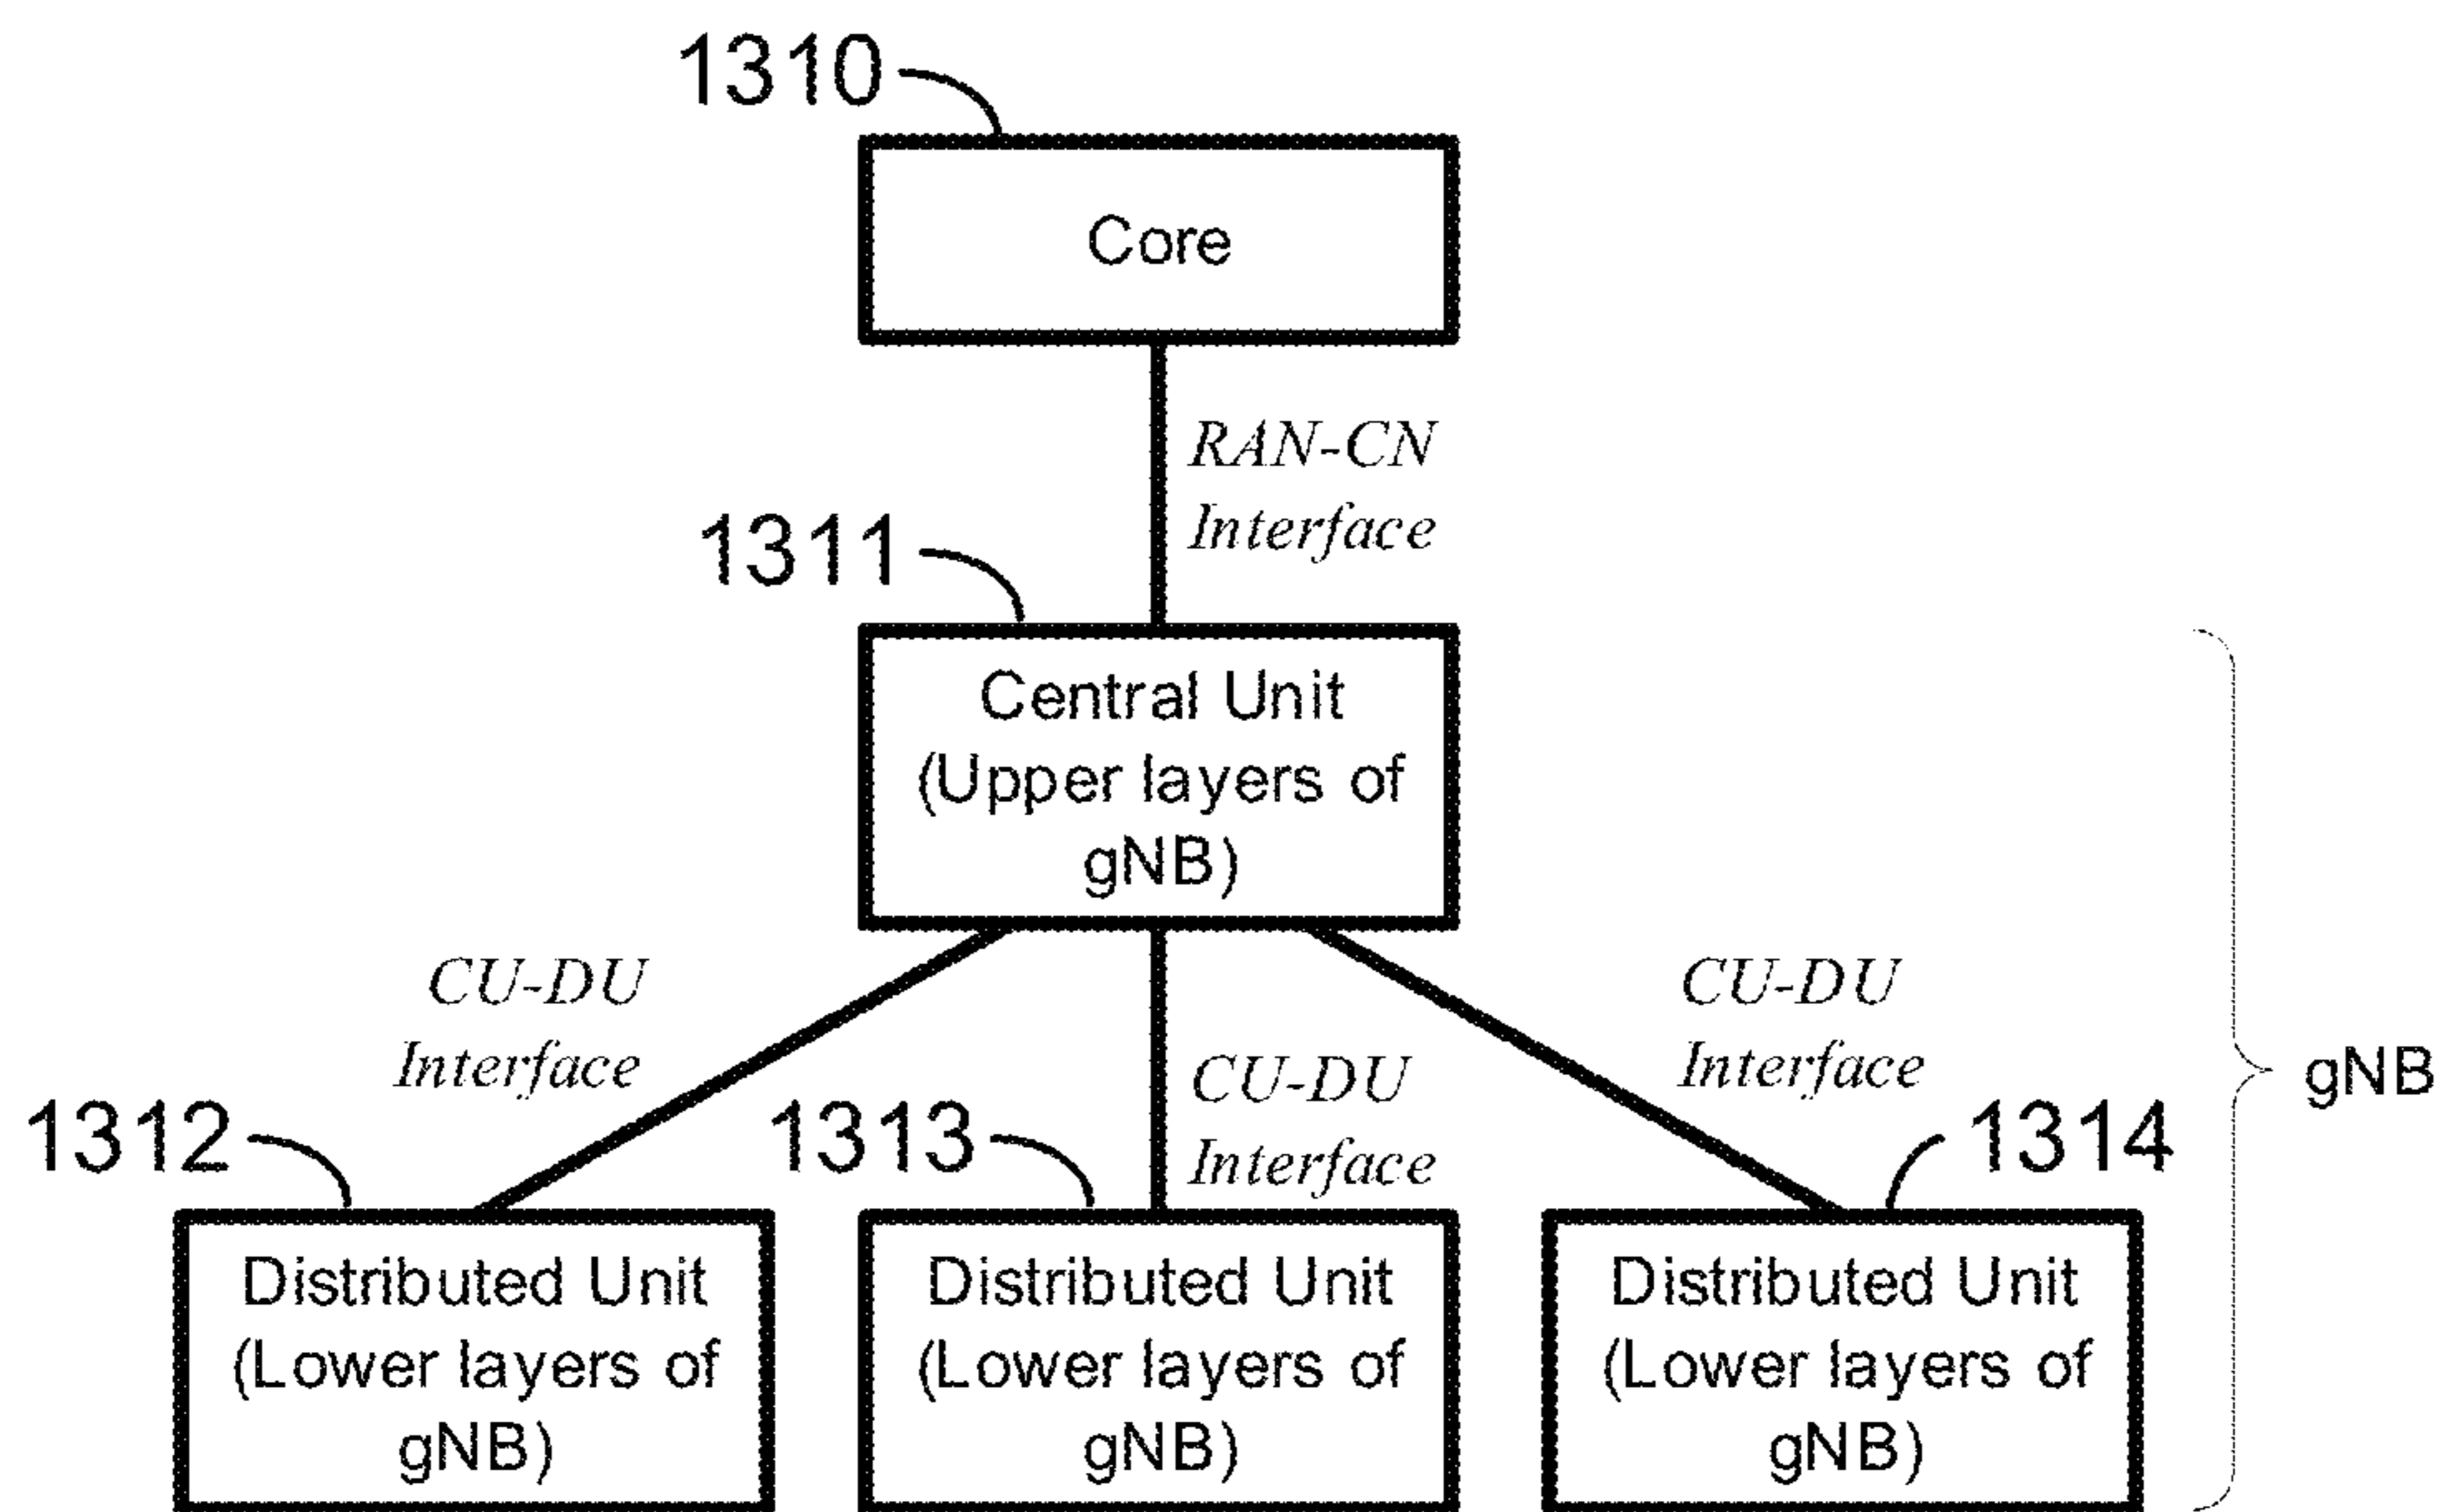 1310
Core
RAN-CN
Interface
1311
Central Unit
(Upper layers of
gNB)
CU-DU
Interface
CU-DU
Interface
CU-DU
Interface
gNB
1312
1313
1314
Distributed Unit
(Lower layers of
gNB)
Distributed Unit
(Lower layers of
gNB)
Distributed Unit
(Lower layers of
gNB)